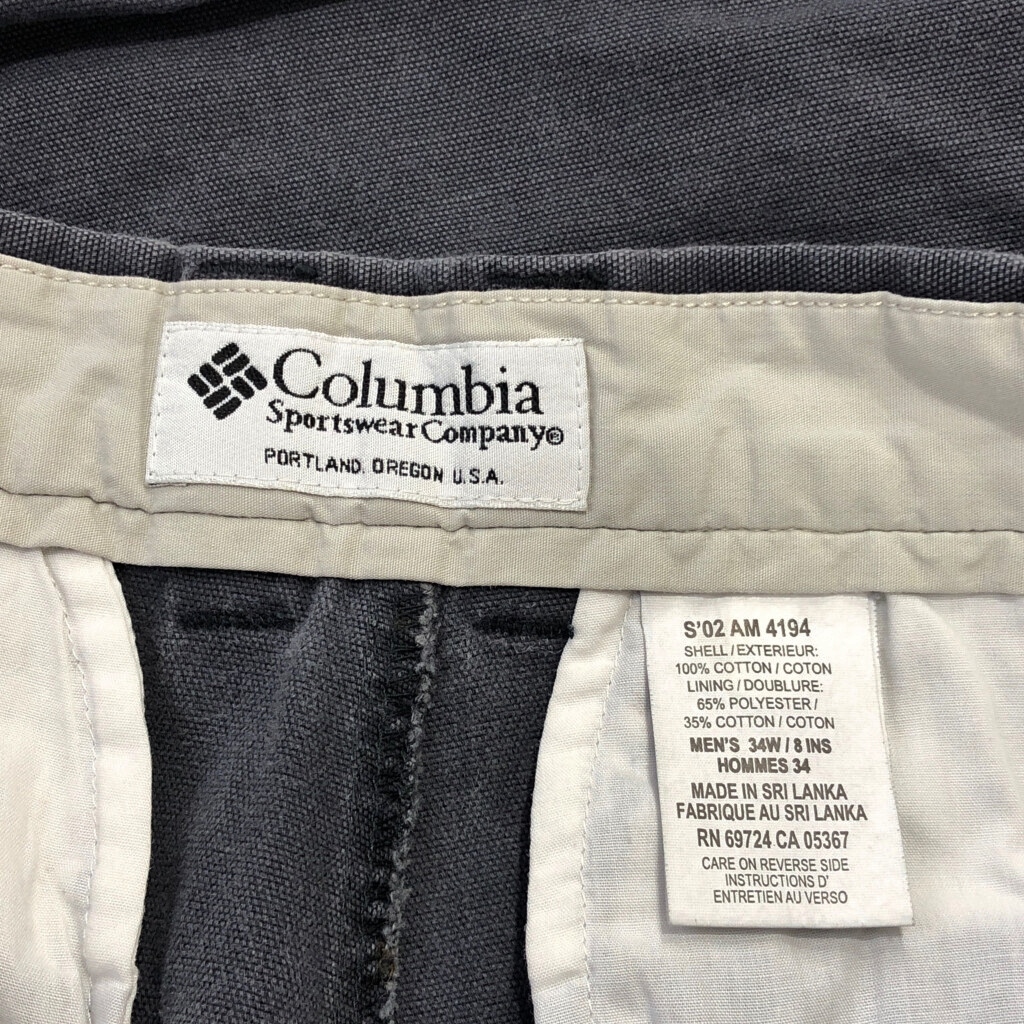 Columbia
Sportswear Company®
PORTLAND, OREGON U.S.A.
S'02 AM 4194
SHELL / EXTERIEUR:
100% COTTON / COTON
LINING / DOUBLURE:
65% POLYESTER /
35% COTTON / COTON
MEN'S 34W / 8 INS
HOMMES 34
MADE IN SRI LANKA
FABRIQUE AU SRI LANKA
RN 69724 CA 05367
CARE ON REVERSE SIDE
INSTRUCTIONS D'
ENTRETIEN AU VERSO